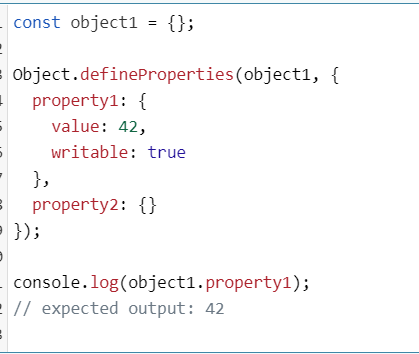 const object1 = {};

Object.defineProperties(object1, {
  property1: {
    value: 42,
    writable: true
  },
  property2: {}
});

console.log(object1.property1);
// expected output: 42